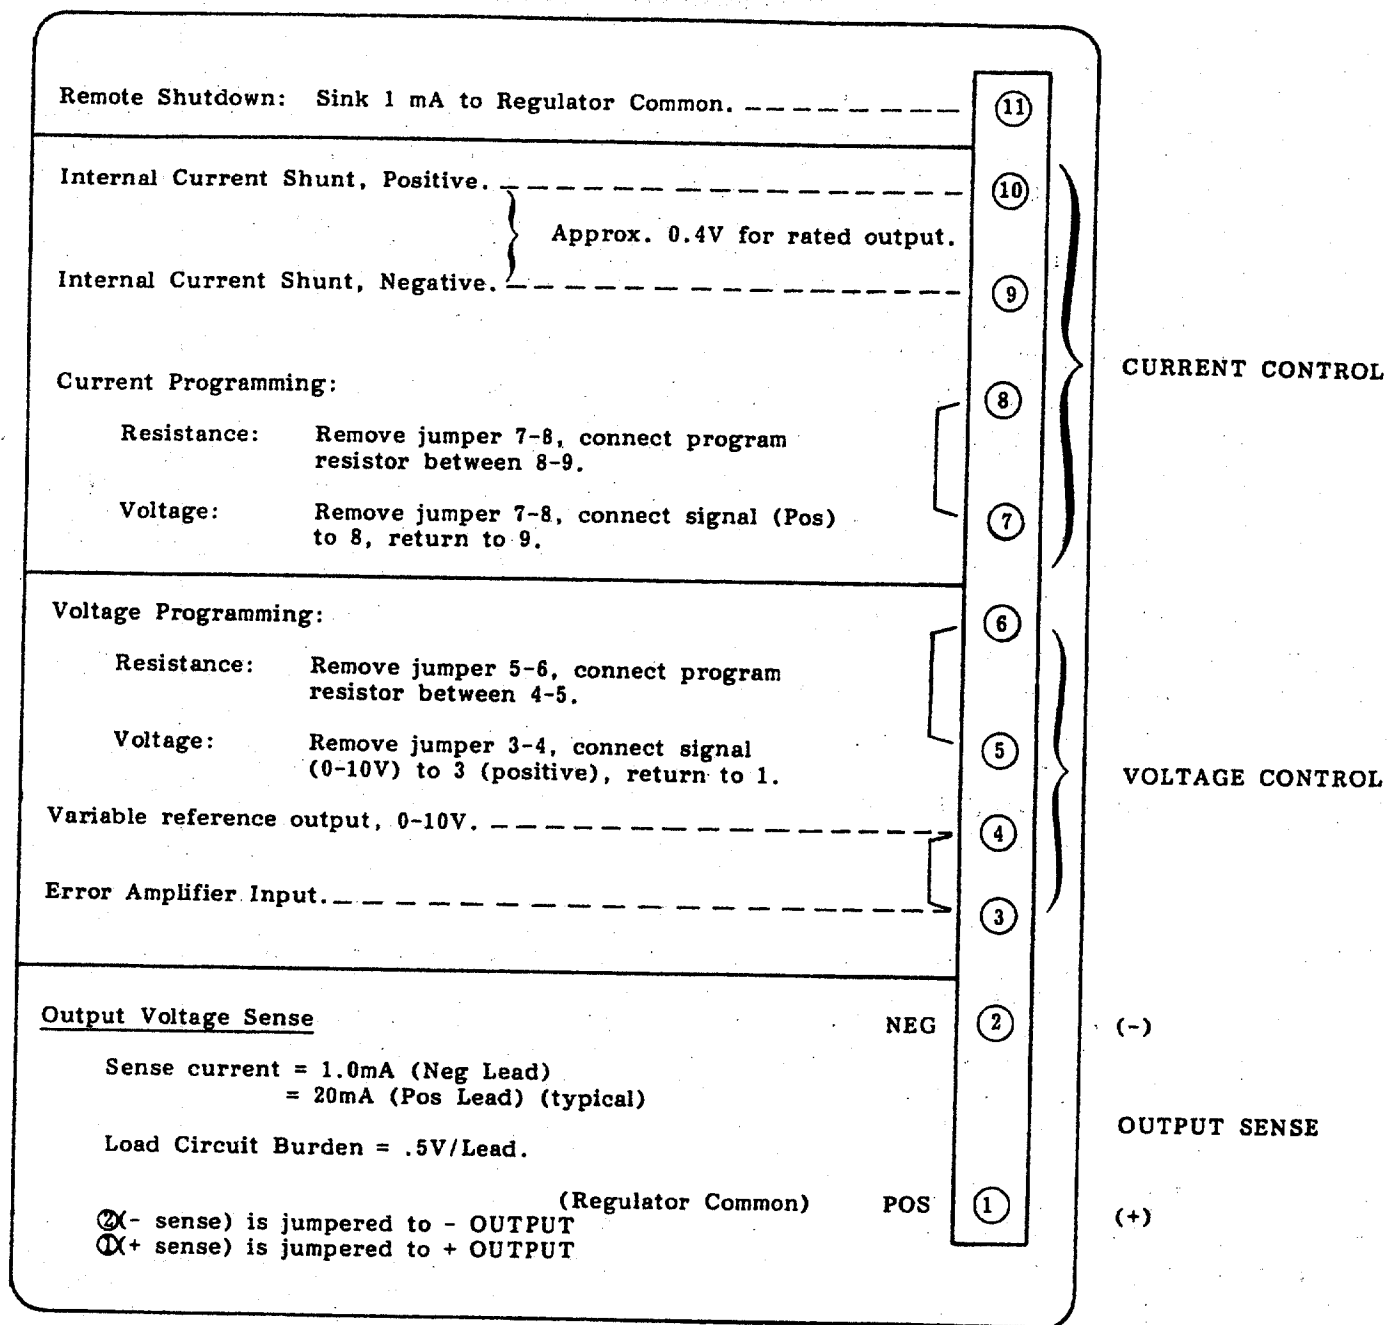 Remote Shutdown: Sink 1 mA to Regulator Common. 11
Internal Current Shunt, Positive. 10
Approx. 0.4V for rated output.
Internal Current Shunt, Negative. 9
CURRENT CONTROL
Current Programming: 8
Resistance: Remove jumper 7-8, connect program
resistor between 8-9.
Voltage: Remove jumper 7-8, connect signal (Pos) 7
to 8, return to 9.
Voltage Programming: 6
Resistance: Remove jumper 5-6, connect program
resistor between 4-5.
Voltage: Remove jumper 3-4, connect signal 5
(0-10V) to 3 (positive), return to 1.
VOLTAGE CONTROL
Variable reference output, 0-10V. 4
Error Amplifier Input. 3
Output Voltage Sense NEG 2 (-)
Sense current = 1.0mA (Neg Lead)
= 20mA (Pos Lead) (typical)
OUTPUT SENSE
Load Circuit Burden = .5V/Lead.
(Regulator Common) POS 1 (+)
②(- sense) is jumpered to - OUTPUT
①(+ sense) is jumpered to + OUTPUT